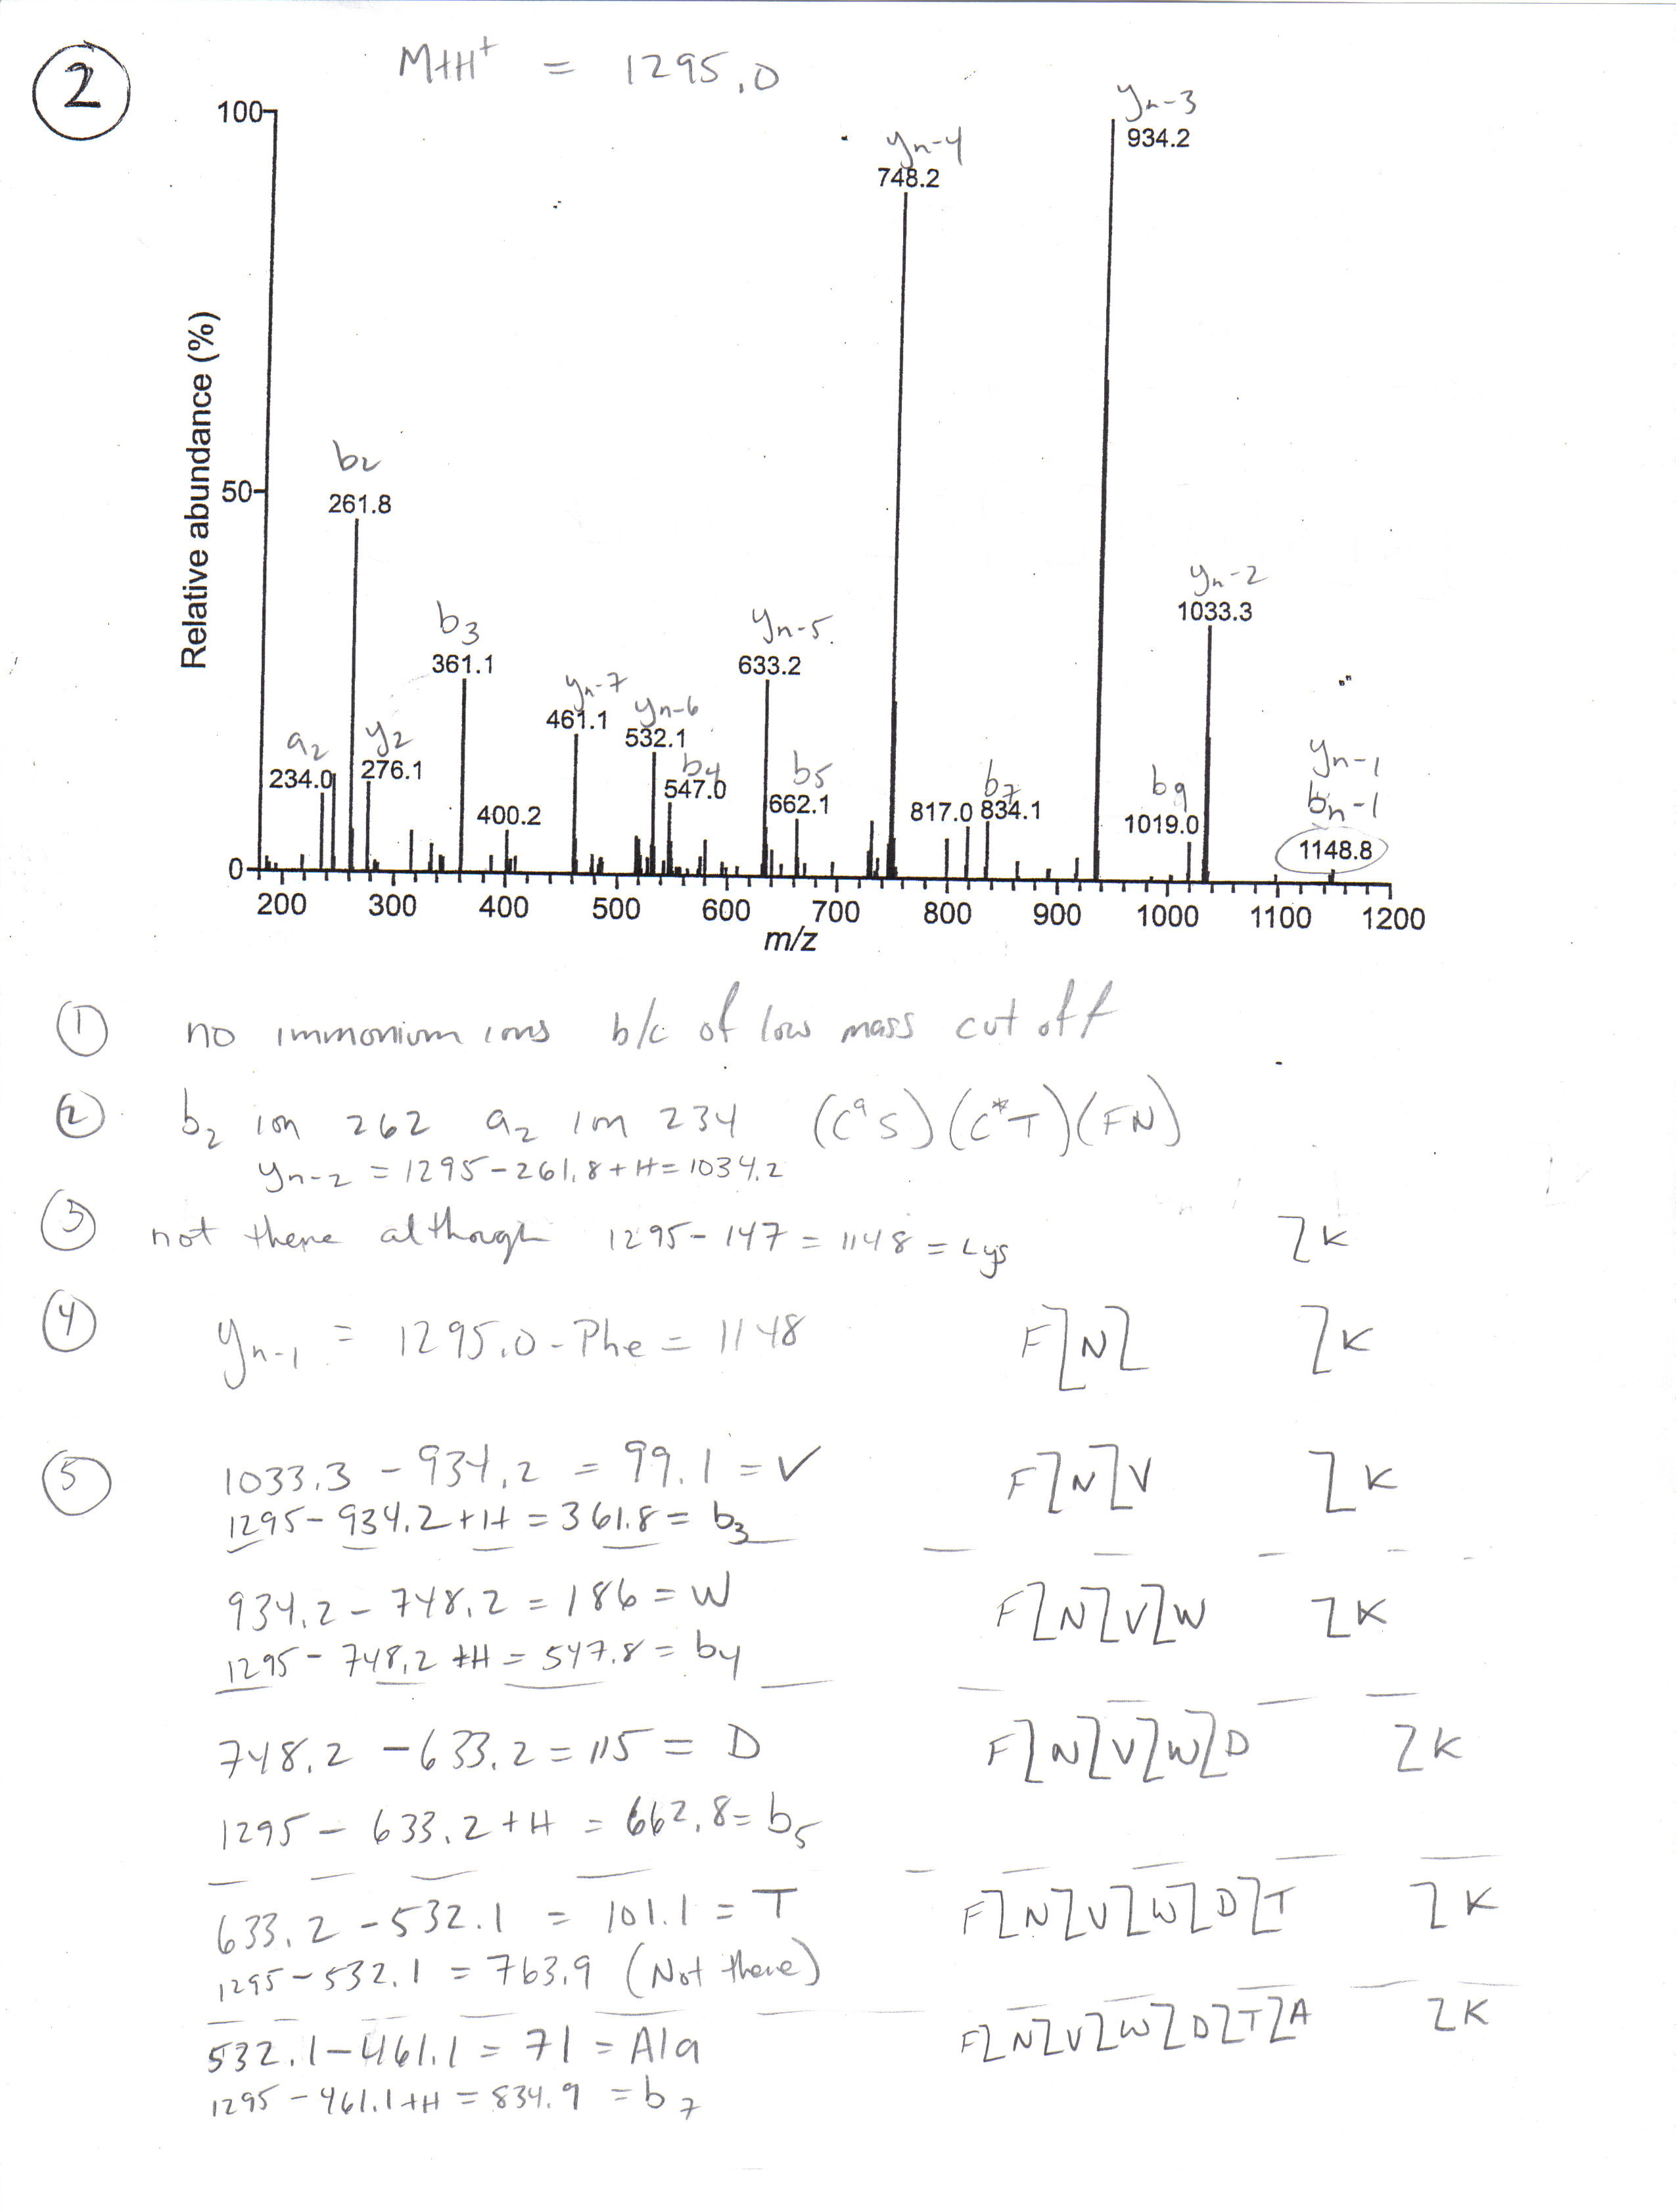 2
M+H+ = 1295.0
100
yn-3
934.2
yn-4
748.2
Relative abundance (%)
b2
50
261.8
yn-2
1033.3
b3
361.1
yn-5.
633.2
yn-7
461.1
yn-6
532.1
a2
234.0
y2
276.1
400.2
b4
547.0
b5
662.1
817.0
b7
834.1
b9
1019.0
yn-1
bn-1
1148.8
0
200 300 400 500 600 700 800 900 1000 1100 1200
m/z
1 no immonium ions b/c of low mass cut off
2 b2 ion 262 a2 ion 234 (CaS)(C*T)(FN)
yn-2 = 1295-261.8+H=1034.2
3 not there although 1295-147=1148=Lys K
4 yn-1 = 1295.0-Phe=1148 F N K
5 1033.3-934.2=99.1=V F N V K
1295-934.2+H=361.8=b3
934.2-748.2=186=W F N V W K
1295-748.2+H=547.8=b4
748.2-633.2=115=D F N V W D K
1295-633.2+H=662.8=b5
633.2-532.1=101.1=T F N V W D T K
1295-532.1=763.9 (Not there)
532.1-461.1=71=Ala F N V W D T A K
1295-461.1+H=834.9=b7